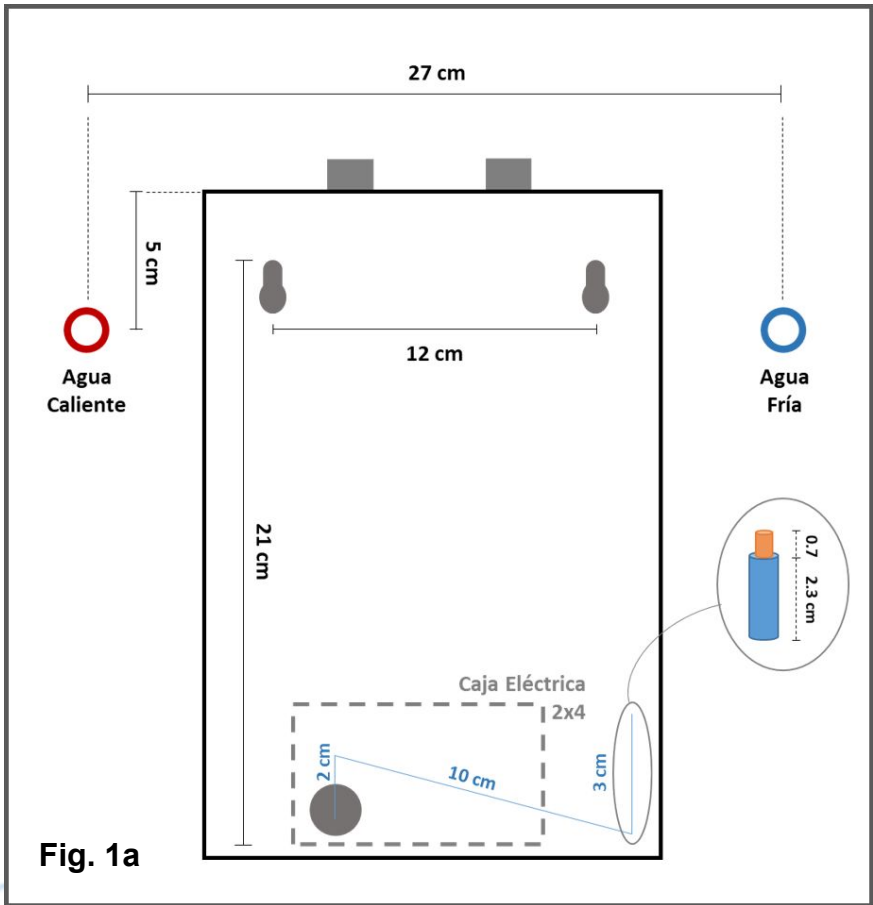 27 cm
5 cm
12 cm
Agua
Caliente
Agua
Fría
21 cm
0.7
2.3 cm
Caja Eléctrica
2x4
2 cm
10 cm
3 cm
Fig. 1a